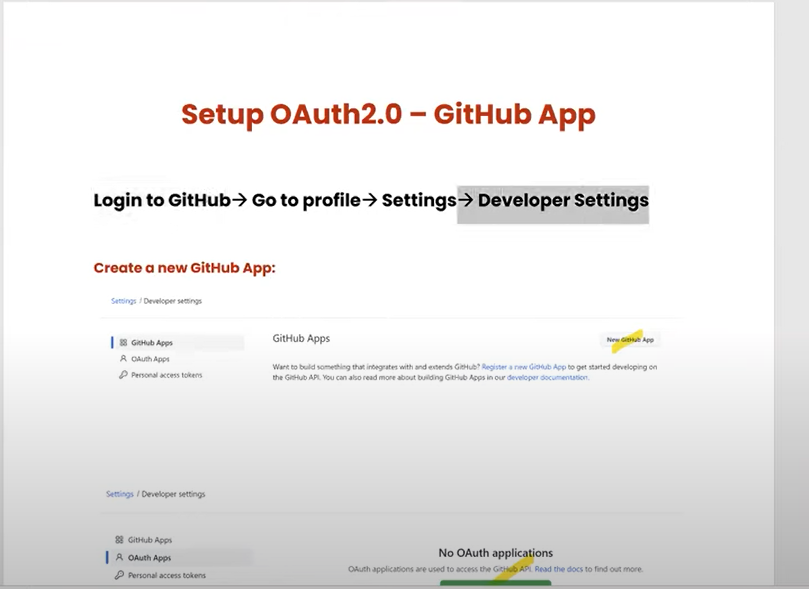 Setup OAuth2.0 – GitHub App
Login to GitHub→ Go to profile→ Settings→ Developer Settings
Create a new GitHub App:
Settings / Developer settings
GitHub Apps
OAuth Apps
Personal access tokens
GitHub Apps
New GitHub App
Want to build something that integrates with and extends GitHub? Register a new GitHub App to get started developing on
the GitHub API. You can also read more about building GitHub Apps in our developer documentation.
Settings / Developer settings
GitHub Apps
OAuth Apps
Personal access tokens
No OAuth applications
OAuth applications are used to access the GitHub API. Read the docs to find out more.